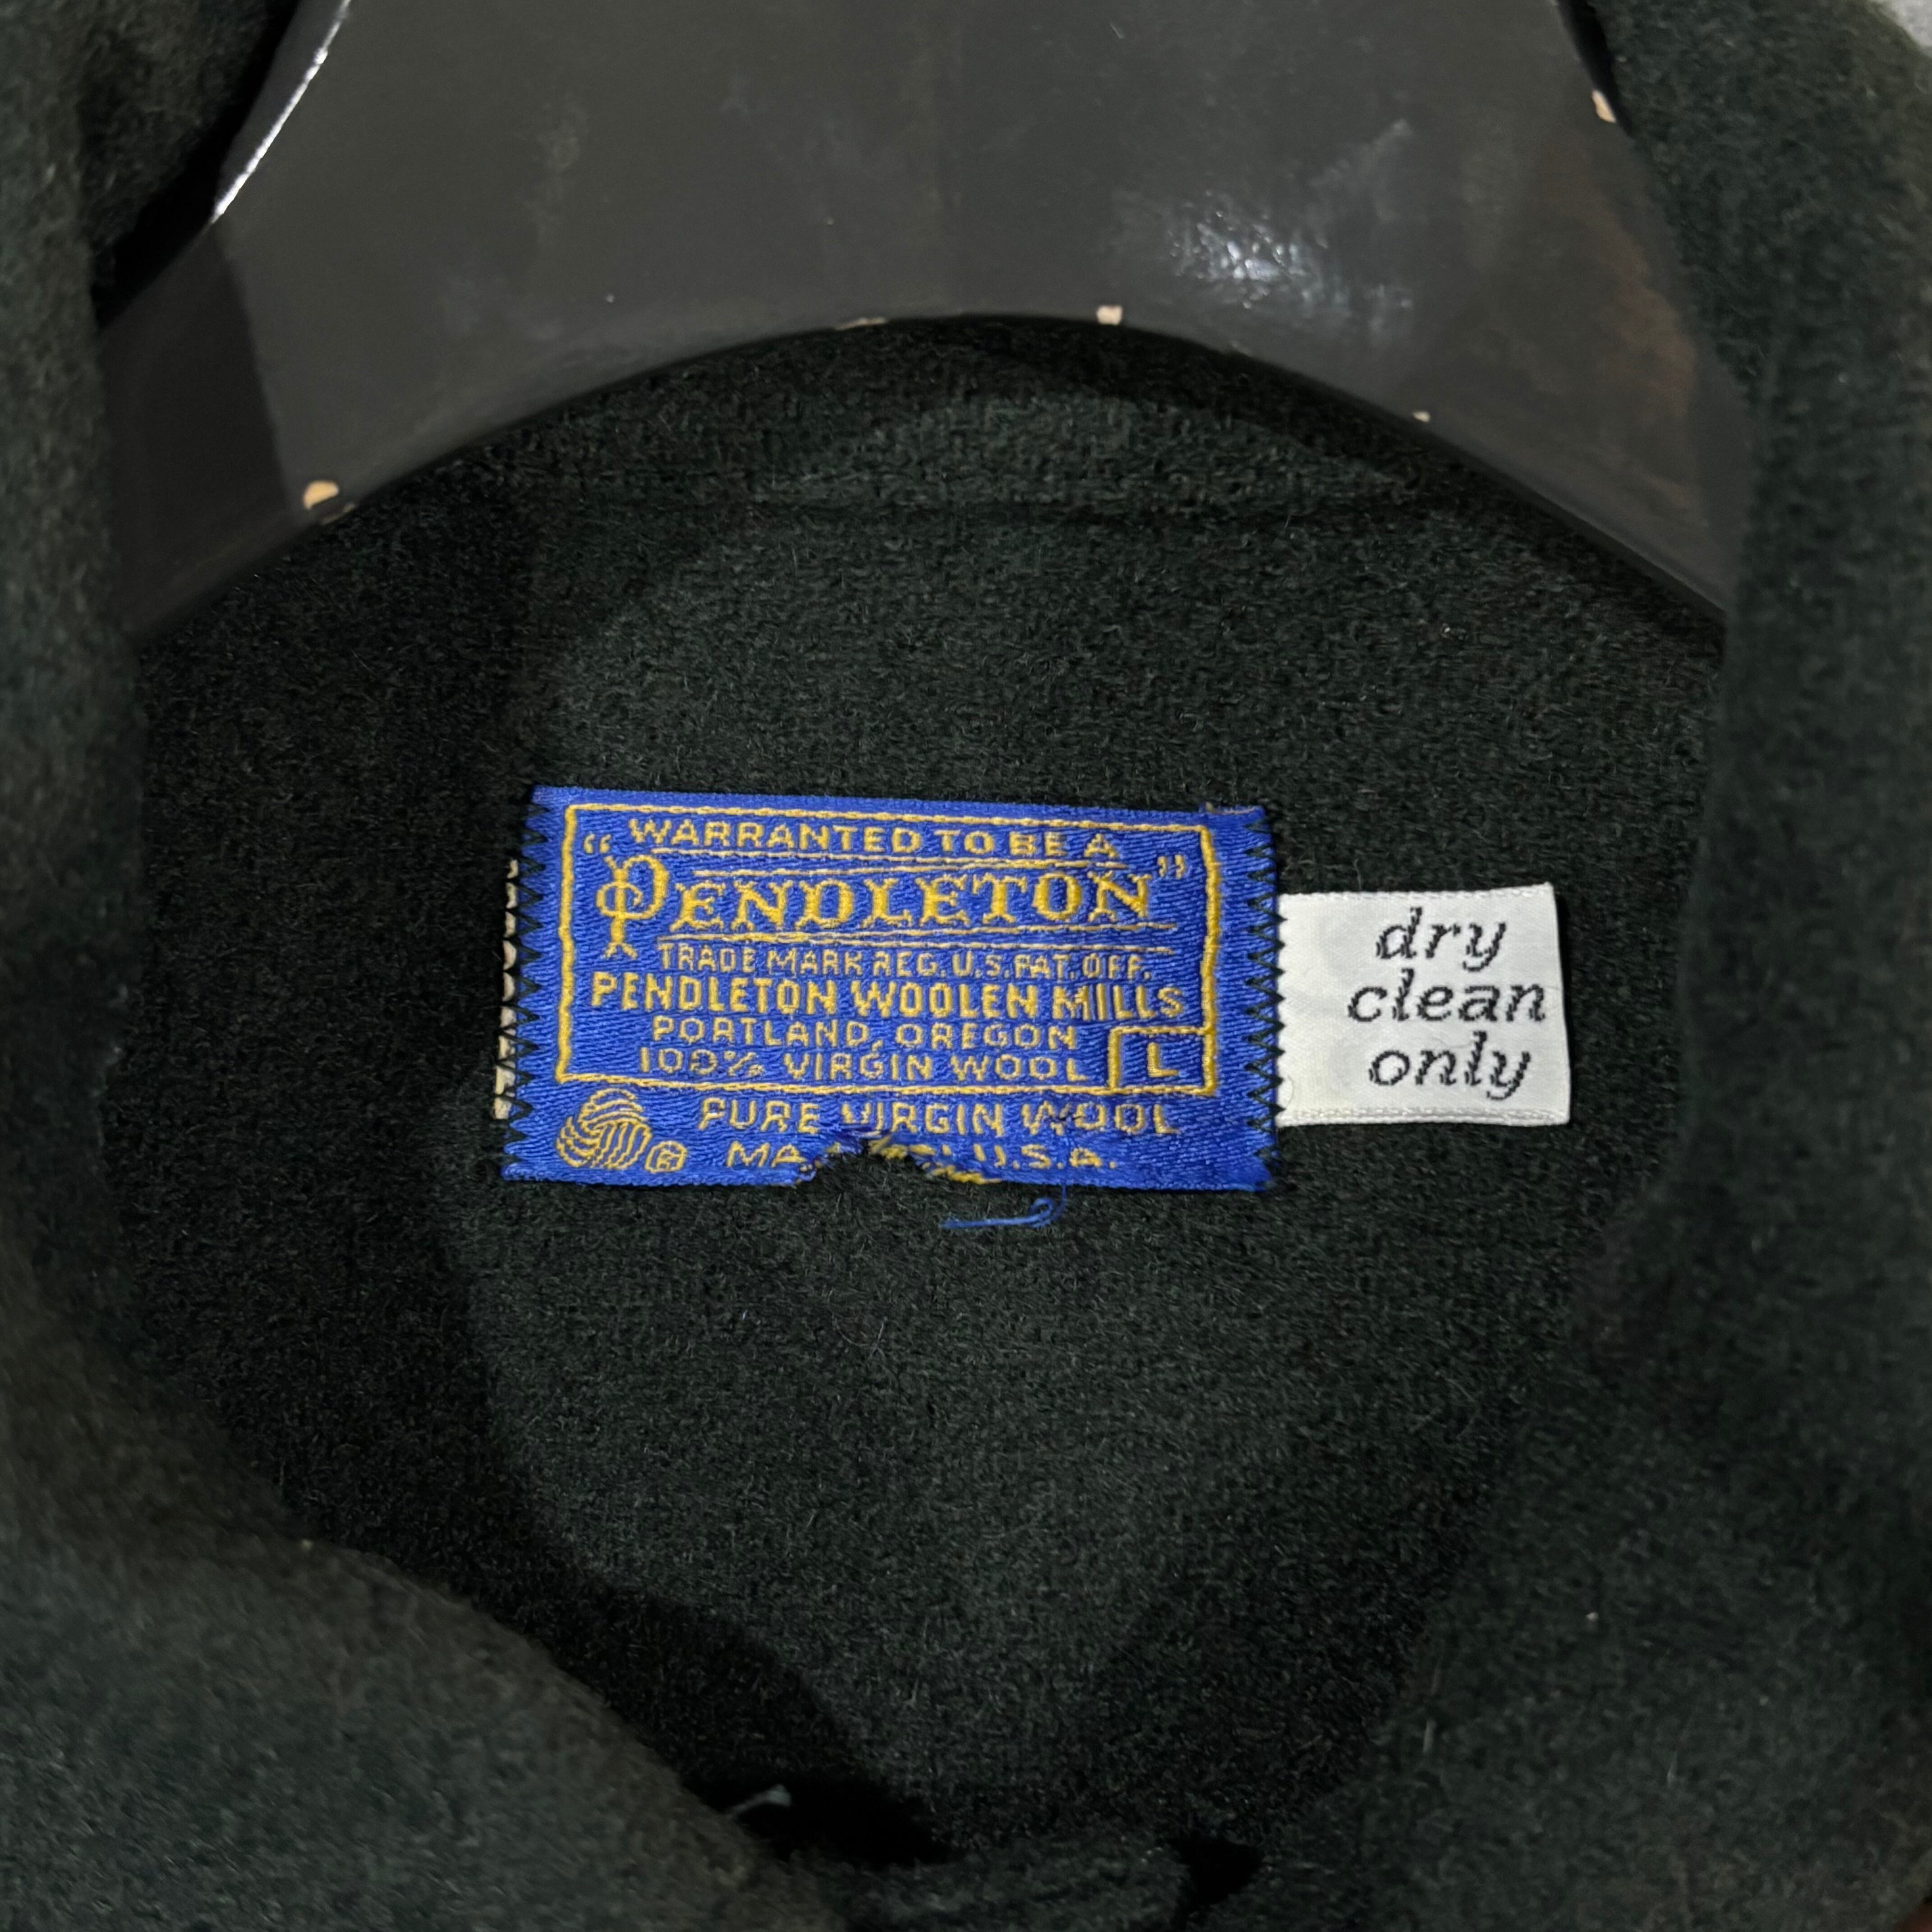 "WARRANTED TO BE A
PENDLETON"
TRADE MARK REG. U.S. PAT. OFF.
PENDLETON WOOLEN MILLS
PORTLAND, OREGON
100% VIRGIN WOOL L
PURE VIRGIN WOOL
U.S.A.
dry
clean
only